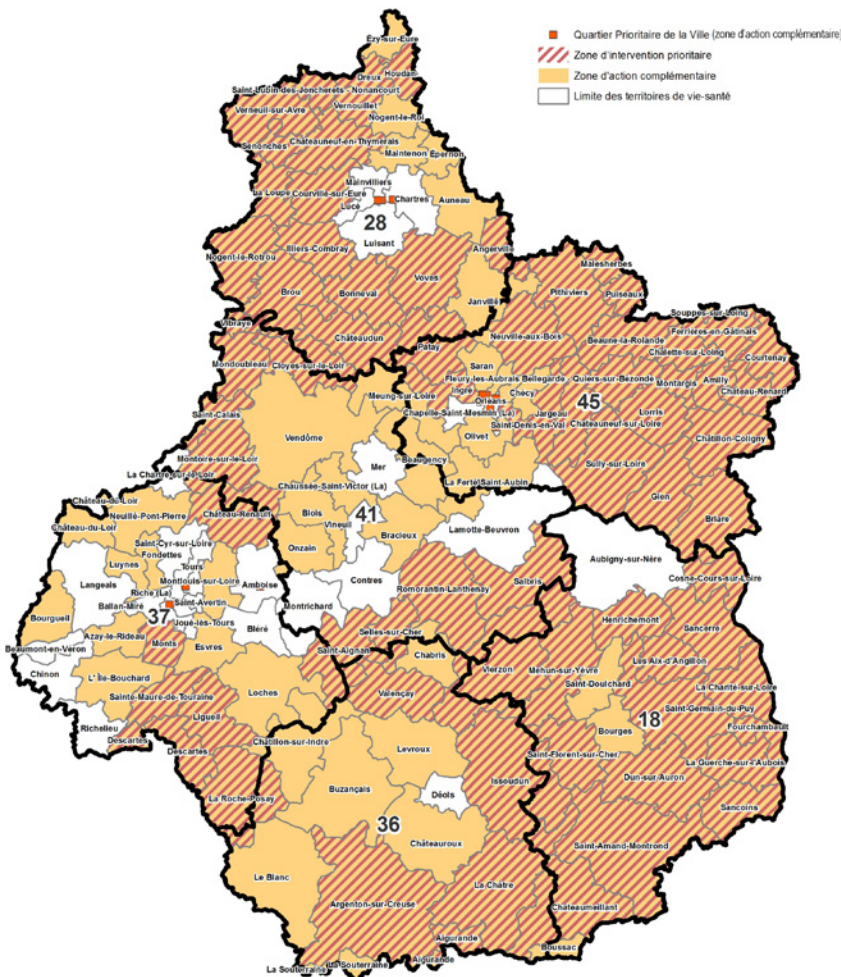 Quartier Prioritaire de la Ville (zone d'action complémentaire)
Zone d'intervention prioritaire
Zone d'action complémentaire
Limite des territoires de vie-santé
Ézy-sur-Eure
Dreux
Houdan
Saint-Lubin-des-Joncherets - Nonancourt
Vernouillet
Verneuil-sur-Avre
Nogent-le-Roi
Châteauneuf-en-Thymerais
Senonches
Maintenon
Épernon
Mainvilliers
La Loupe
Courville-sur-Eure
Lucé
Chartres
Auneau
28
Luisant
Illiers-Combray
Nogent-le-Rotrou
Voves
Angerville
Brou
Bonneval
Janville
Châteaudun
Malesherbes
Pithiviers
Puiseaux
Souppes-sur-Loing
Vibraye
Cloyes-sur-le-Loir
Mondoubleau
Patay
Neuville-aux-Bois
Beaune-la-Rolande
Ferrières-en-Gâtinais
Châlette-sur-Loing
Courtenay
Saran
Fleury-les-Aubrais
Bellegarde - Quiers-sur-Bezonde
Montargis
Amilly
Château-Renard
Ingré
Orléans
Chécy
Meung-sur-Loire
Saint-Calais
Chapelle-Saint-Mesmin (La)
Jargeau
45
Lorris
Saint-Denis-en-Val
Châteauneuf-sur-Loire
Vendôme
Olivet
Châtillon-Coligny
Montoire-sur-le-Loir
Mer
Beaugency
Sully-sur-Loire
La Chartre-sur-le-Loir
Chaussée-Saint-Victor (La)
La Ferté-Saint-Aubin
Gien
Château-du-Loir
Neuillé-Pont-Pierre
Château-Renault
Blois
41
Briare
Château-du-Loir
Vineuil
Saint-Cyr-sur-Loire
Fondettes
Bracieux
Lamotte-Beuvron
Luynes
Tours
Onzain
Aubigny-sur-Nère
Langeais
Montlouis-sur-Loire
Amboise
Contres
Cosne-Cours-sur-Loire
Riche (La)
Romorantin-Lanthenay
Salbris
Ballan-Miré
Saint-Avertin
Montrichard
Bourgueil
37
Joué-lès-Tours
Bléré
Henrichemont
Sancerre
Azay-le-Rideau
Selles-sur-Cher
Beaumont-en-Véron
Monts
Esvres
Saint-Aignan
Chabris
Vierzon
Mehun-sur-Yèvre
Les Aix-d'Angillon
Chinon
L'Île-Bouchard
Saint-Doulchard
La Charité-sur-Loire
Sainte-Maure-de-Touraine
Loches
Valençay
Saint-Germain-du-Puy
Richelieu
Ligueil
Bourges
18
Fourchambault
Descartes
Châtillon-sur-Indre
Levroux
Saint-Florent-sur-Cher
Descartes
La Guerche-sur-l'Aubois
Issoudun
Dun-sur-Auron
Buzançais
Déols
La Roche-Posay
Sancoins
36
Châteauroux
Saint-Amand-Montrond
Le Blanc
La Châtre
Argenton-sur-Creuse
Châteaumeillant
Aigurande
Boussac
La Souterraine
La Souterraine
Aigurande